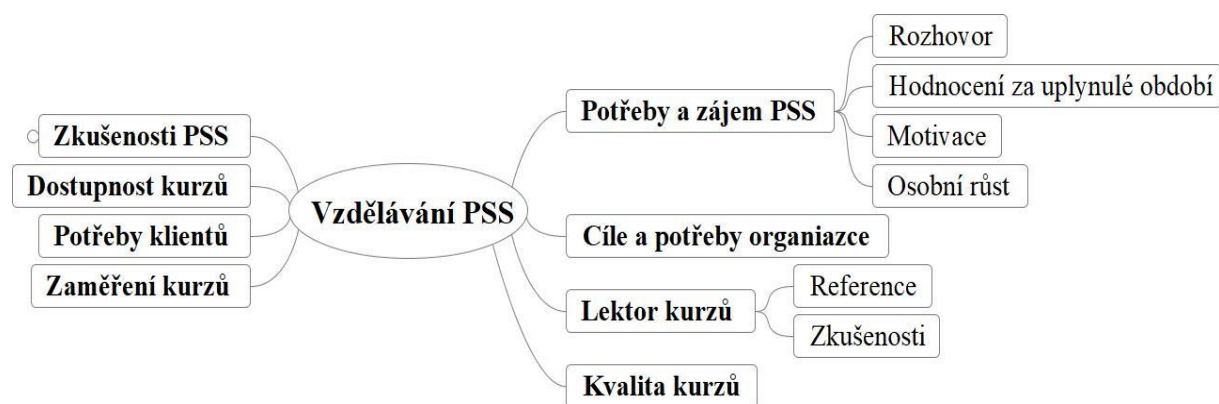 Zkušenosti PSS
Dostupnost kurzů
Potřeby klientů
Zaměření kurzů
Vzdělávání PSS
Potřeby a zájem PSS
Rozhovor
Hodnocení za uplynulé období
Motivace
Osobní růst
Cíle a potřeby organiazce
Lektor kurzů
Reference
Zkušenosti
Kvalita kurzů